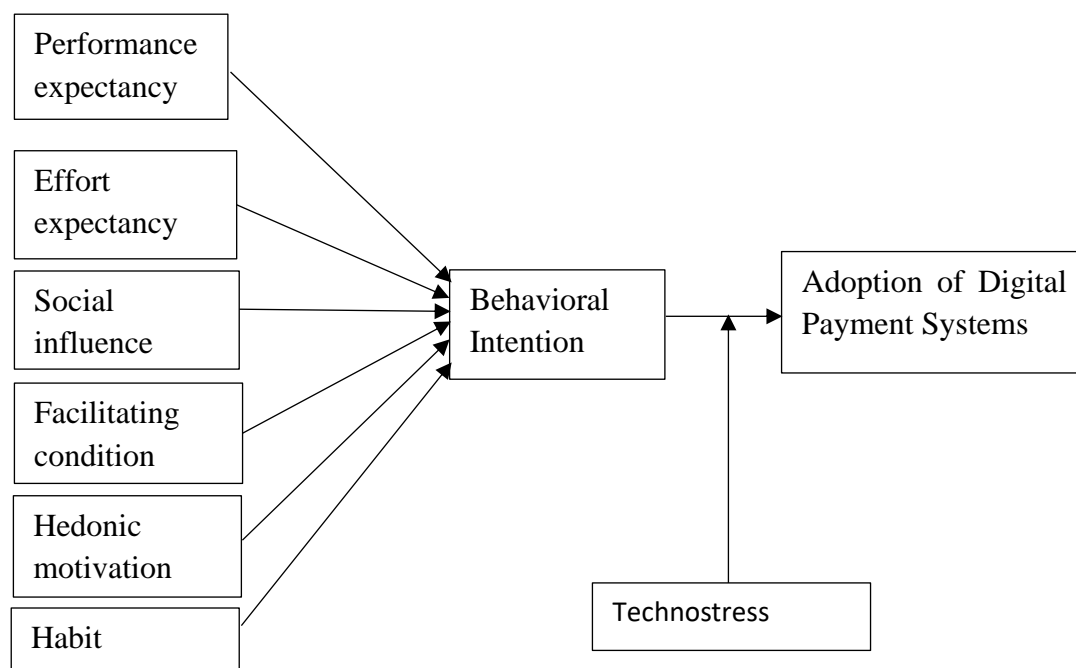 Performance
expectancy
Effort
expectancy
Social
influence
Facilitating
condition
Hedonic
motivation
Habit
Behavioral
Intention
Adoption of Digital
Payment Systems
Technostress